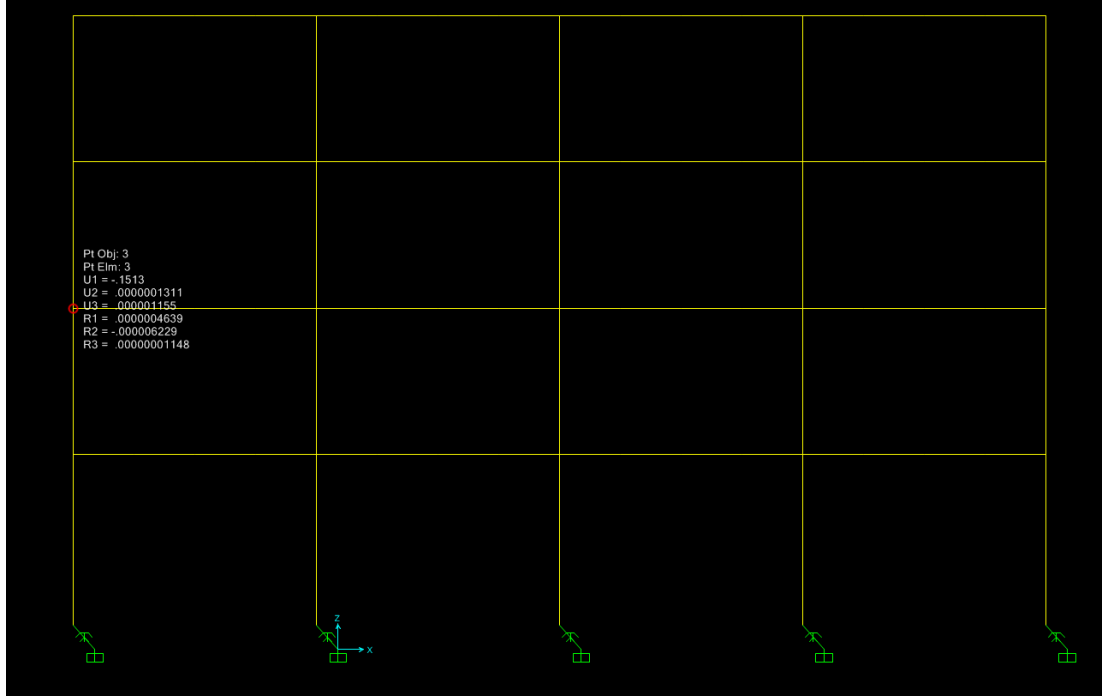 Pt Obj: 3
Pt Elm: 3
U1 = -.1513
U2 = .0000001311
U3 = .000001155
R1 = .0000004639
R2 = -.000006229
R3 = .00000001148
Z
X